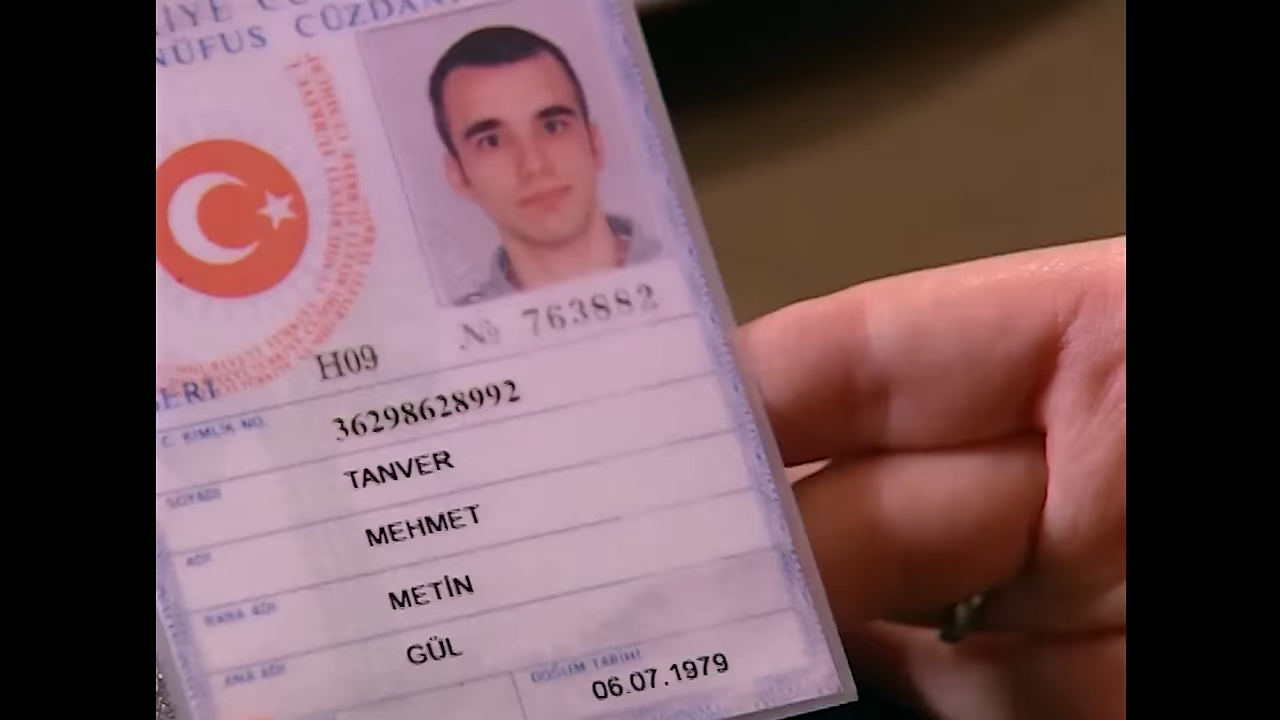 NÜFUS CÜZDANI
H09
№ 763882
36298628992
SOYADI
TANVER
ADI
MEHMET
BABA ADI
METİN
ANA ADI
GÜL
DOĞUM TARİHİ
06.07.1979